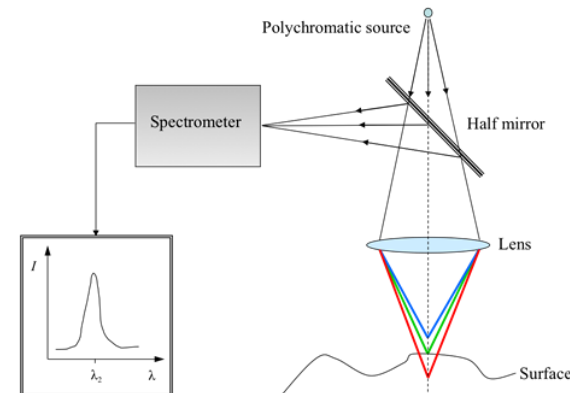 Polychromatic source
Spectrometer
Half mirror
Lens
I
λ₂
λ
Surface